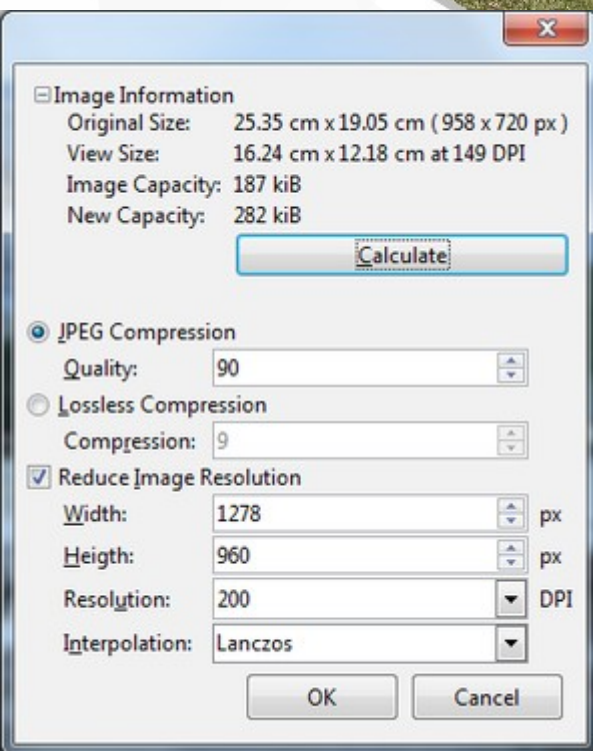 Image Information
Original Size: 25.35 cm x 19.05 cm ( 958 x 720 px )
View Size: 16.24 cm x 12.18 cm at 149 DPI
Image Capacity: 187 kiB
New Capacity: 282 kiB
Calculate
JPEG Compression
Quality: 90
Lossless Compression
Compression: 9
Reduce Image Resolution
Width: 1278 px
Heigth: 960 px
Resolution: 200 DPI
Interpolation: Lanczos
OK Cancel